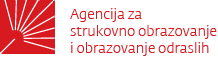 Agencija za
strukovno obrazovanje
i obrazovanje odraslih